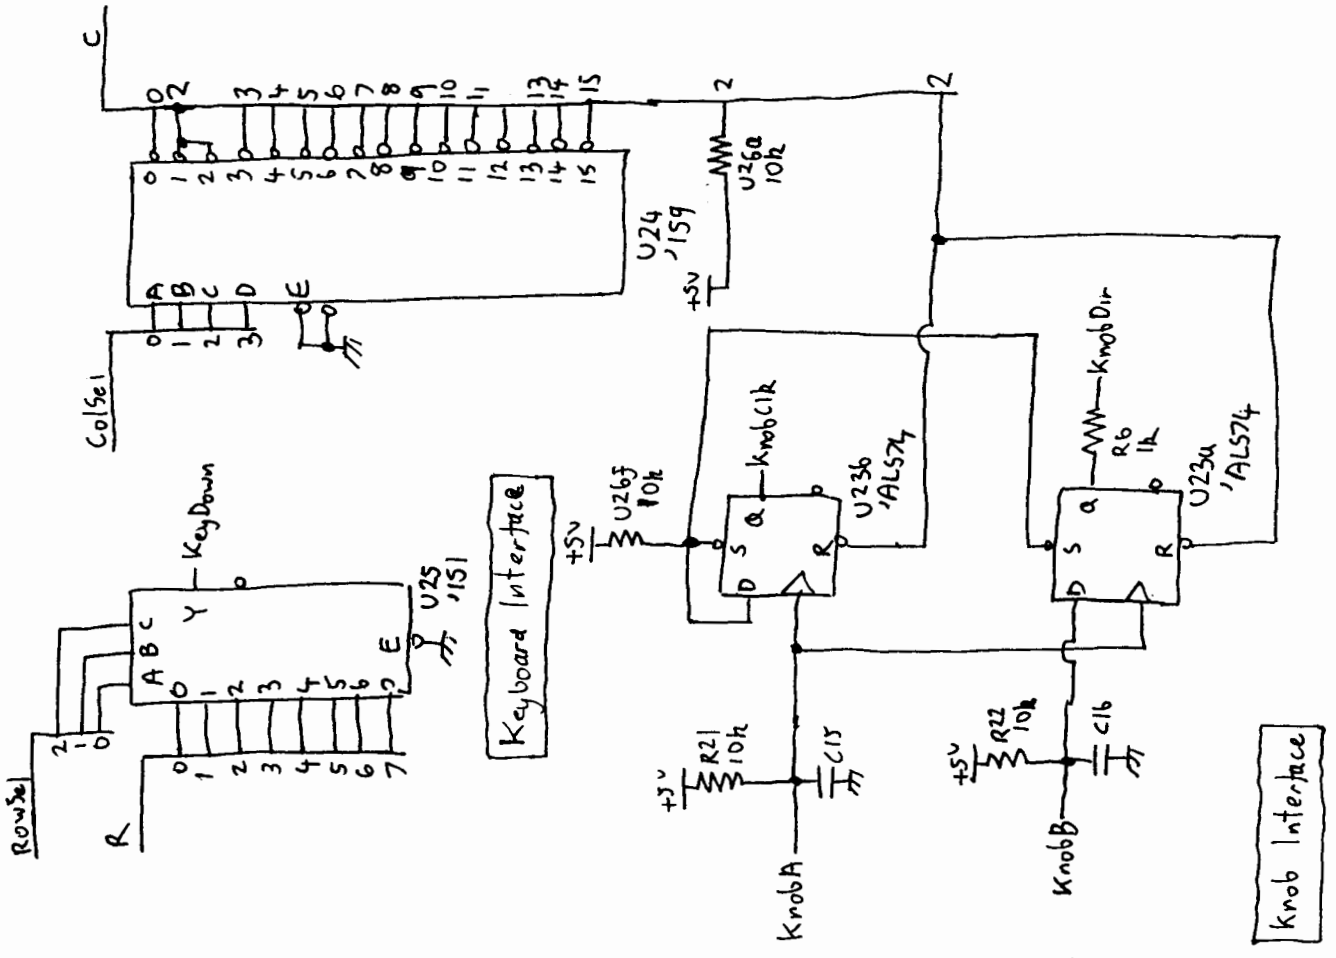 RowSel
2
1
0
A B C
R
0 1 2 3 4 5 6 7
0 1 2 3 4 5 6 7
Y
KeyDown
E
U25
'151
ColSel
0 1 2 3
A B C D
E
0 1 2 3 4 5 6 7 8 9 10 11 12 13 14 15
0 2 3 4 5 6 7 8 9 10 11 13 14 15
C
U24
'159
+5v
U26a
10k
2
2
Keyboard Interface
+5v
U26f
10k
D
S
Q
R
KnobClk
U23b
'ALS74
KnobA
+5v
R21
10k
C15
KnobB
+5v
R22
10k
C16
D
S
Q
R
R6
1k
KnobDir
U23a
'ALS74
Knob Interface